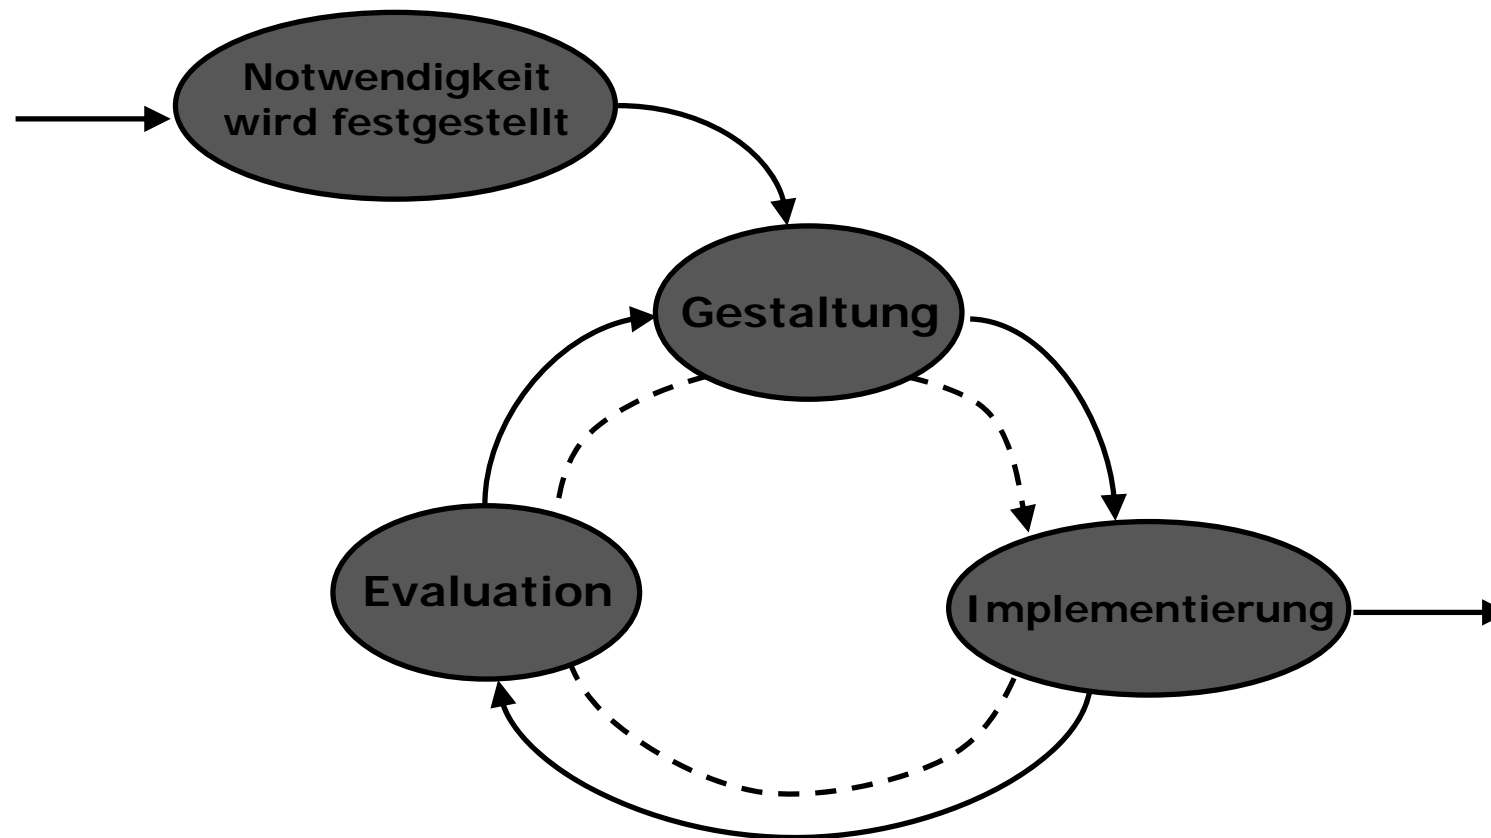 Notwendigkeit
wird festgestellt
Gestaltung
Evaluation
Implementierung